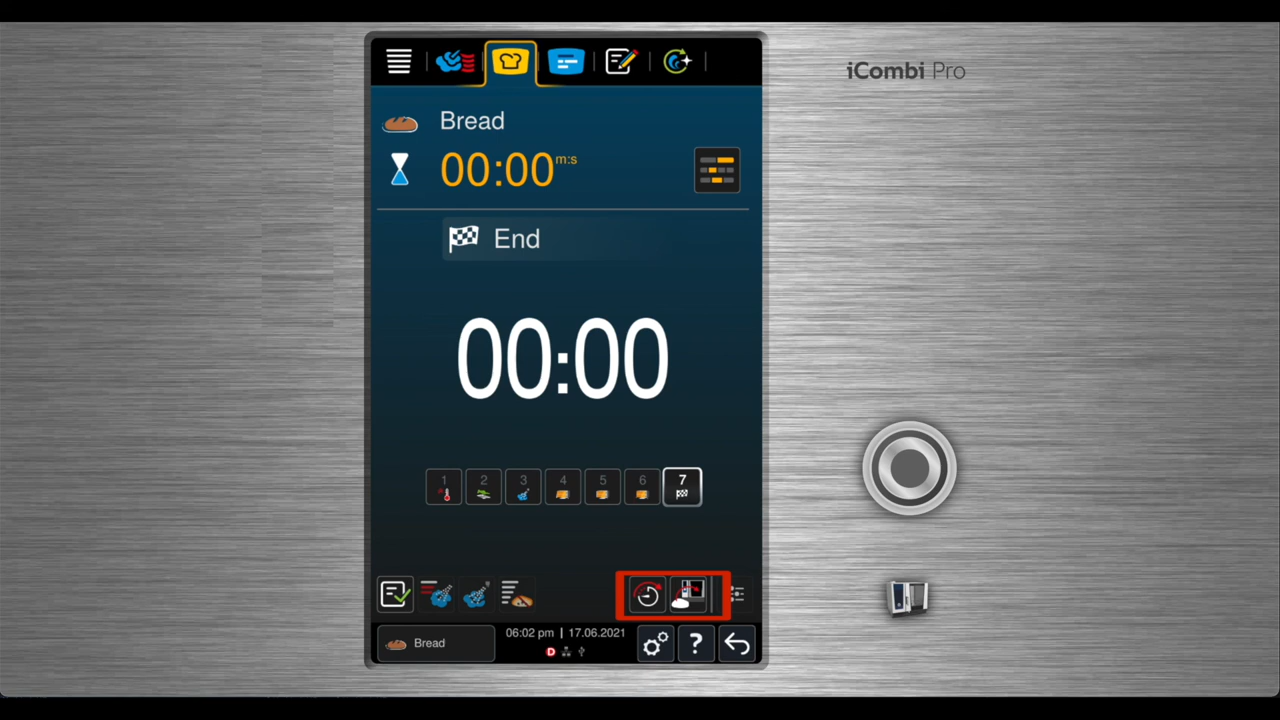 iCombi Pro
Bread
00:00 m:s
End
00:00
1 2 3 4 5 6 7
Bread
06:02 pm | 17.06.2021
D
?